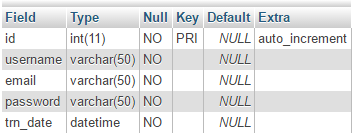 Field Type Null Key Default Extra
id int(11) NO PRI NULL auto_increment
username varchar(50) NO NULL
email varchar(50) NO NULL
password varchar(50) NO NULL
trn_date datetime NO NULL